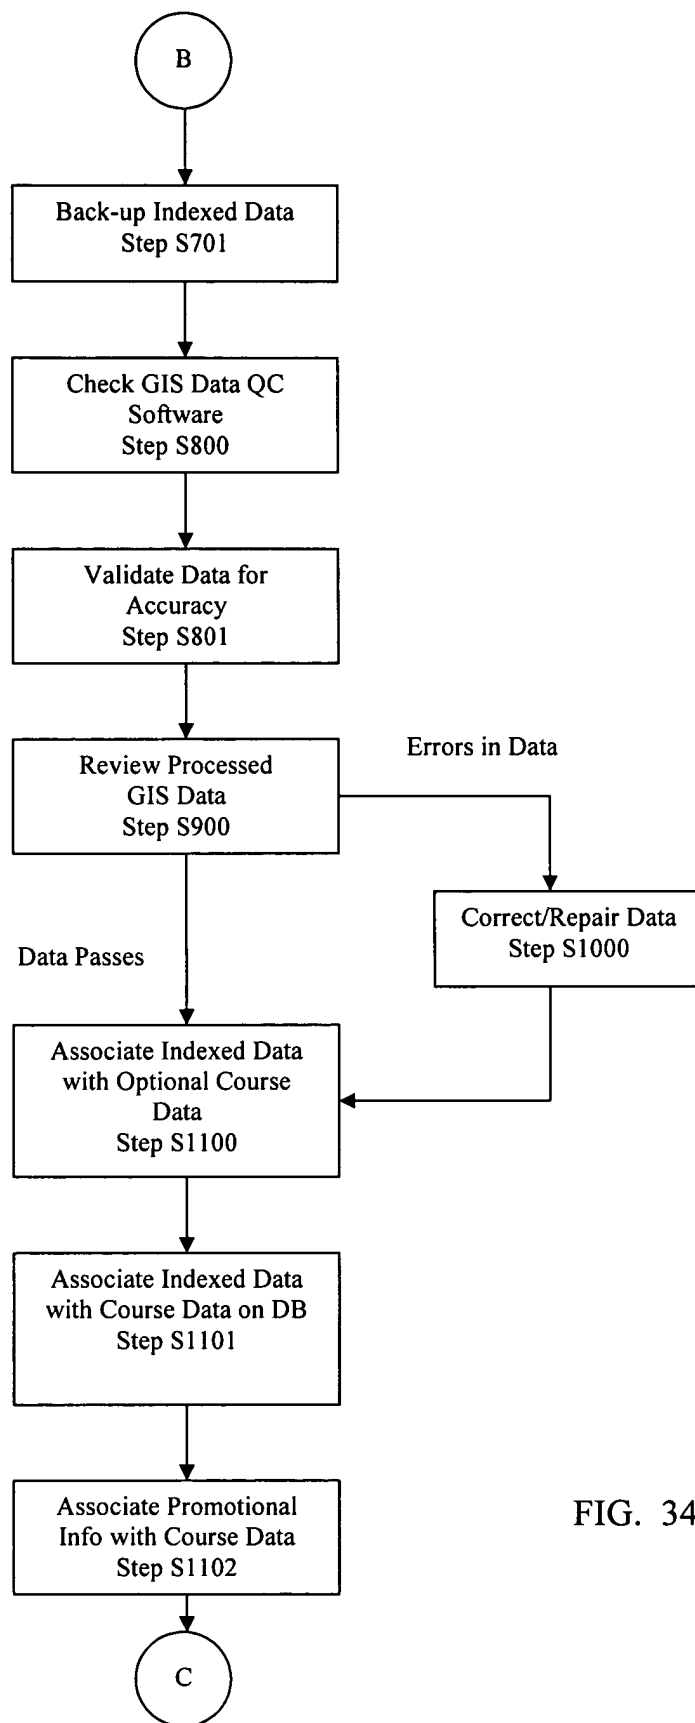 B
Back-up Indexed Data
Step S701
Check GIS Data QC
Software
Step S800
Validate Data for
Accuracy
Step S801
Review Processed
GIS Data
Step S900
Errors in Data
Correct/Repair Data
Step S1000
Data Passes
Associate Indexed Data
with Optional Course
Data
Step S1100
Associate Indexed Data
with Course Data on DB
Step S1101
Associate Promotional
Info with Course Data
Step S1102
FIG. 34
C